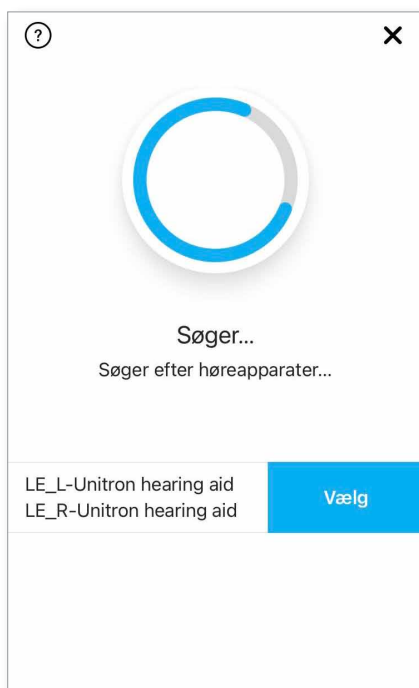 ?
Søger...
Søger efter høreapparater...
LE_L-Unitron hearing aid
LE_R-Unitron hearing aid
Vælg